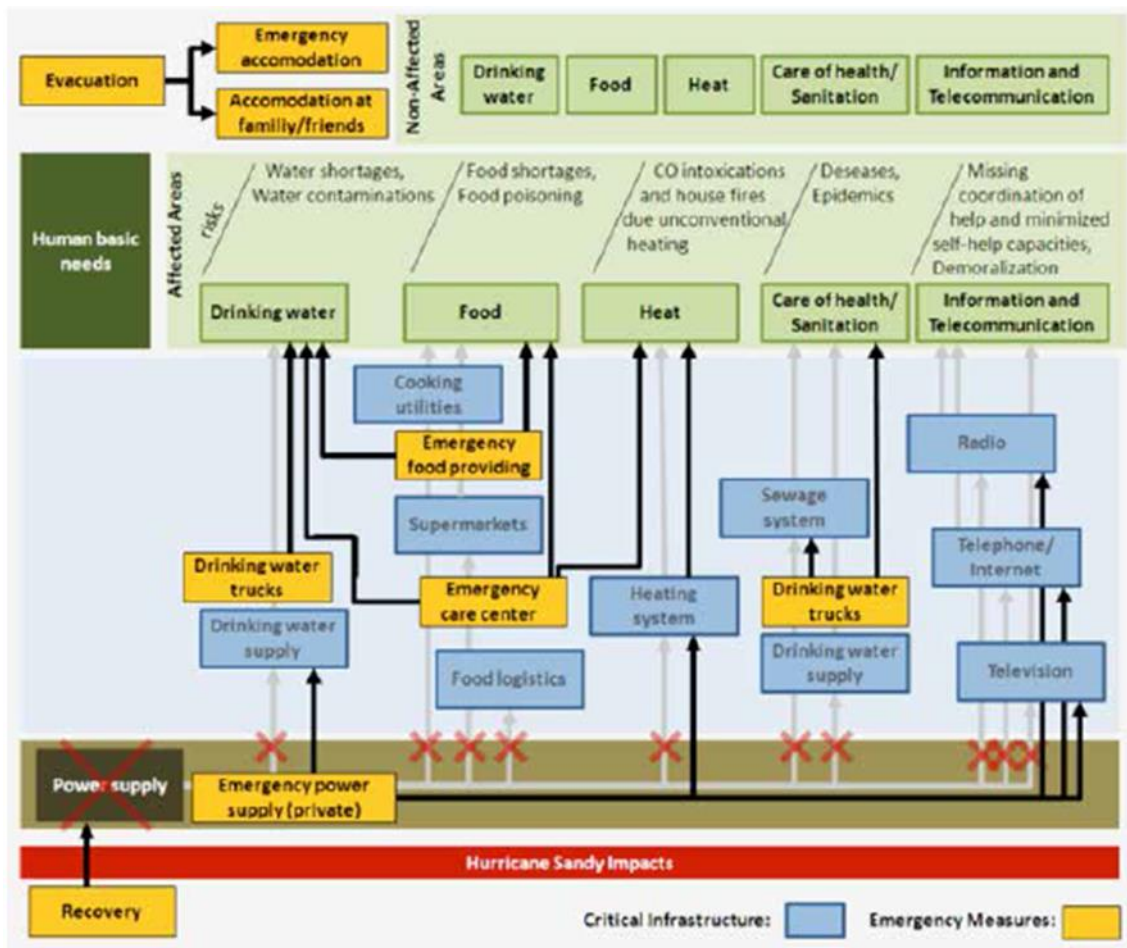 Evacuation
Emergency
accomodation
Accomodation at
familiy/friends
Non-Affected
Areas
Drinking
water
Food
Heat
Care of health/
Sanitation
Information and
Telecommunication
Human basic
needs
Affected Areas
risks
Water shortages,
Water contaminations
Food shortages,
Food poisoning
CO intoxications
and house fires
due unconventional
heating
Diseases,
Epidemics
Missing
coordination of
help and minimized
self-help capacities,
Demoralization
Drinking water
Food
Heat
Care of health/
Sanitation
Information and
Telecommunication
Cooking
utilities
Emergency
food providing
Supermarkets
Drinking water
trucks
Drinking water
supply
Emergency
care center
Food logistics
Heating
system
Sewage
system
Drinking water
trucks
Drinking water
supply
Radio
Telephone/
Internet
Television
Power supply
Emergency power
supply (private)
Hurricane Sandy Impacts
Recovery
Critical Infrastructure:
Emergency Measures: